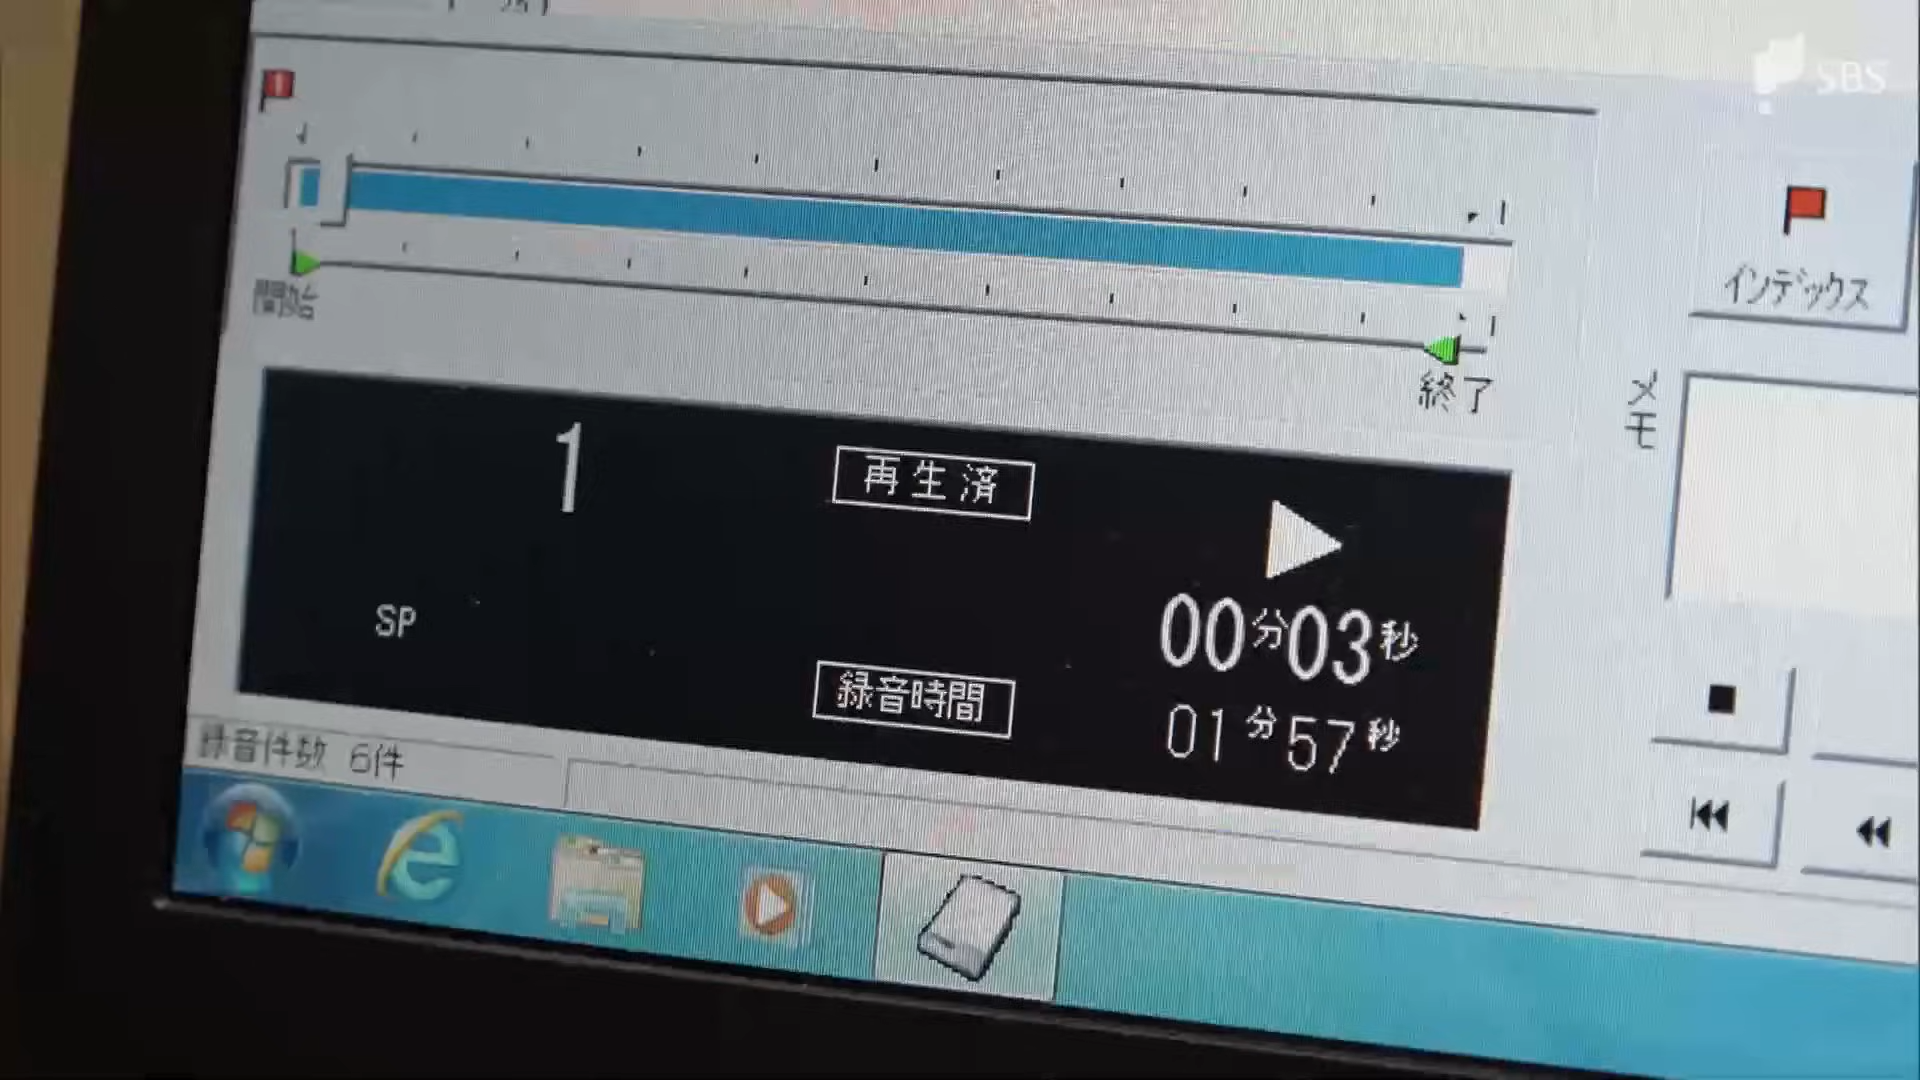 SBS
インデックス
開始
終了
メモ
1
再生済
00分03秒
SP
録音時間
01分57秒
録音件数 6件